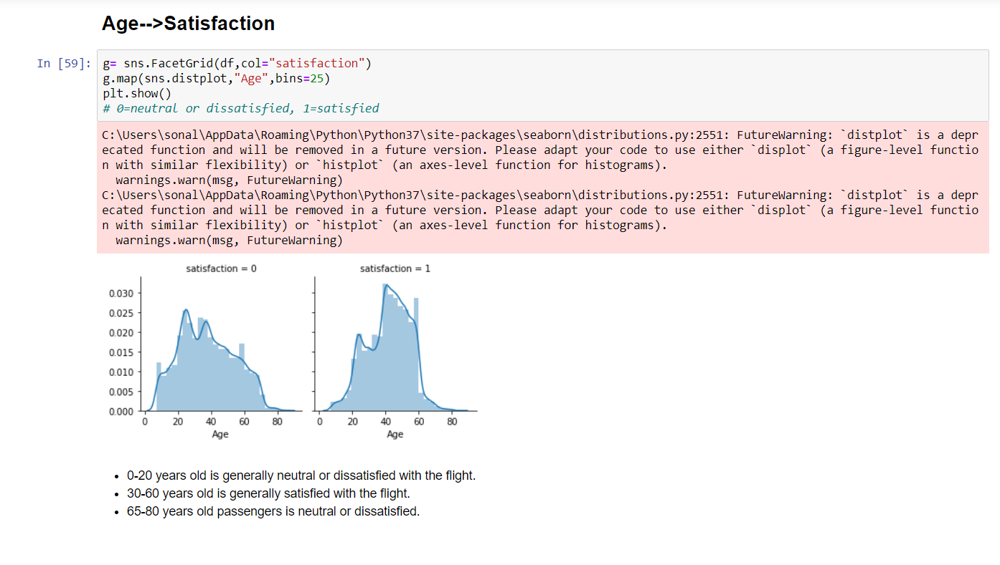 Age-->Satisfaction
In [59]: g= sns.FacetGrid(df,col="satisfaction")
g.map(sns.distplot,"Age",bins=25)
plt.show()
# 0=neutral or dissatisfied, 1=satisfied
C:\Users\sonal\AppData\Roaming\Python\Python37\site-packages\seaborn\distributions.py:2551: FutureWarning: `distplot` is a depr
ecated function and will be removed in a future version. Please adapt your code to use either `displot` (a figure-level functio
n with similar flexibility) or `histplot` (an axes-level function for histograms).
  warnings.warn(msg, FutureWarning)
C:\Users\sonal\AppData\Roaming\Python\Python37\site-packages\seaborn\distributions.py:2551: FutureWarning: `distplot` is a depr
ecated function and will be removed in a future version. Please adapt your code to use either `displot` (a figure-level functio
n with similar flexibility) or `histplot` (an axes-level function for histograms).
  warnings.warn(msg, FutureWarning)
satisfaction = 0 satisfaction = 1
0.030
0.025
0.020
0.015
0.010
0.005
0.000
0 20 40 60 80 0 20 40 60 80
Age Age
• 0-20 years old is generally neutral or dissatisfied with the flight.
• 30-60 years old is generally satisfied with the flight.
• 65-80 years old passengers is neutral or dissatisfied.